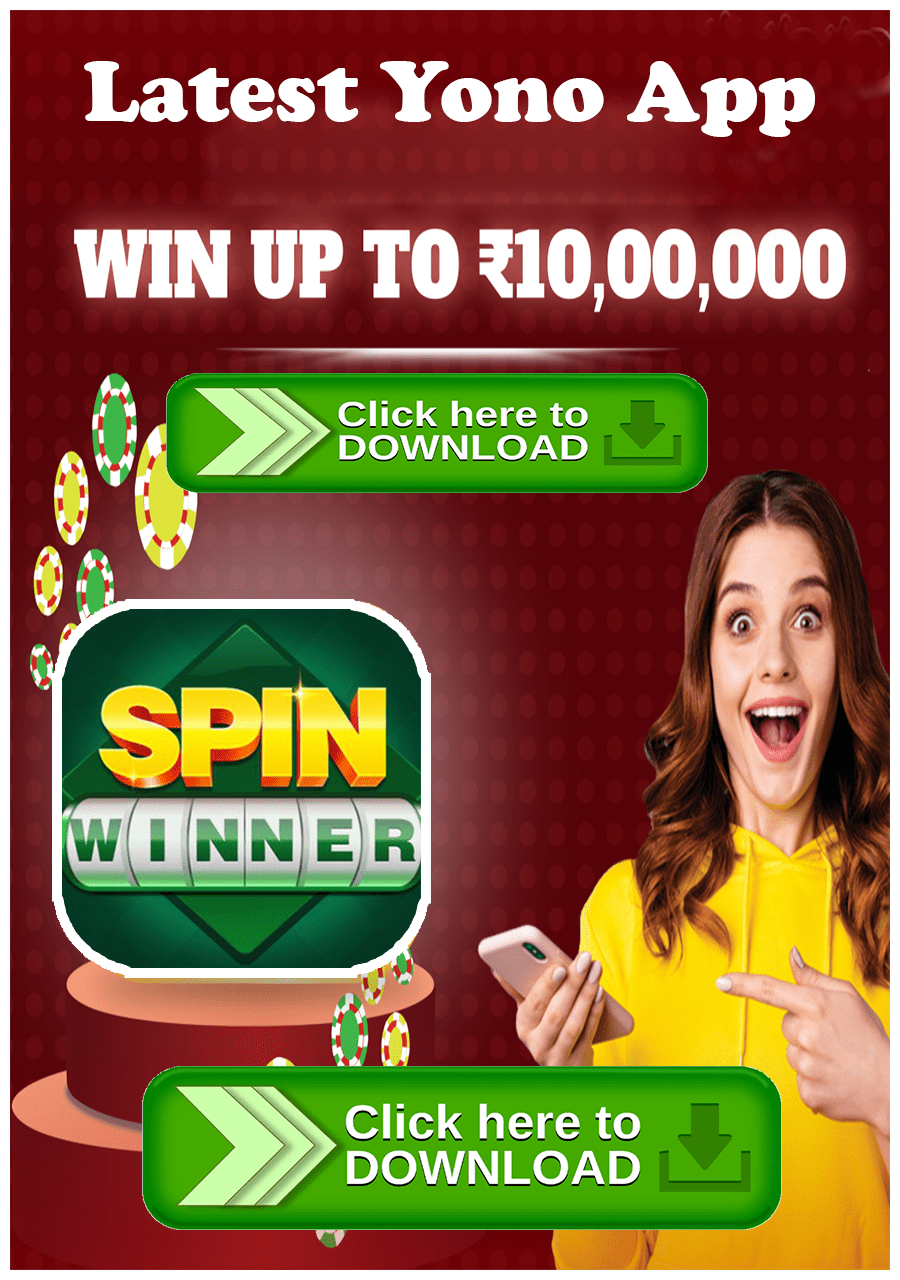 Latest Yono App
WIN UP TO ₹10,00,000
Click here to
DOWNLOAD
SPIN
WINNER
Click here to
DOWNLOAD